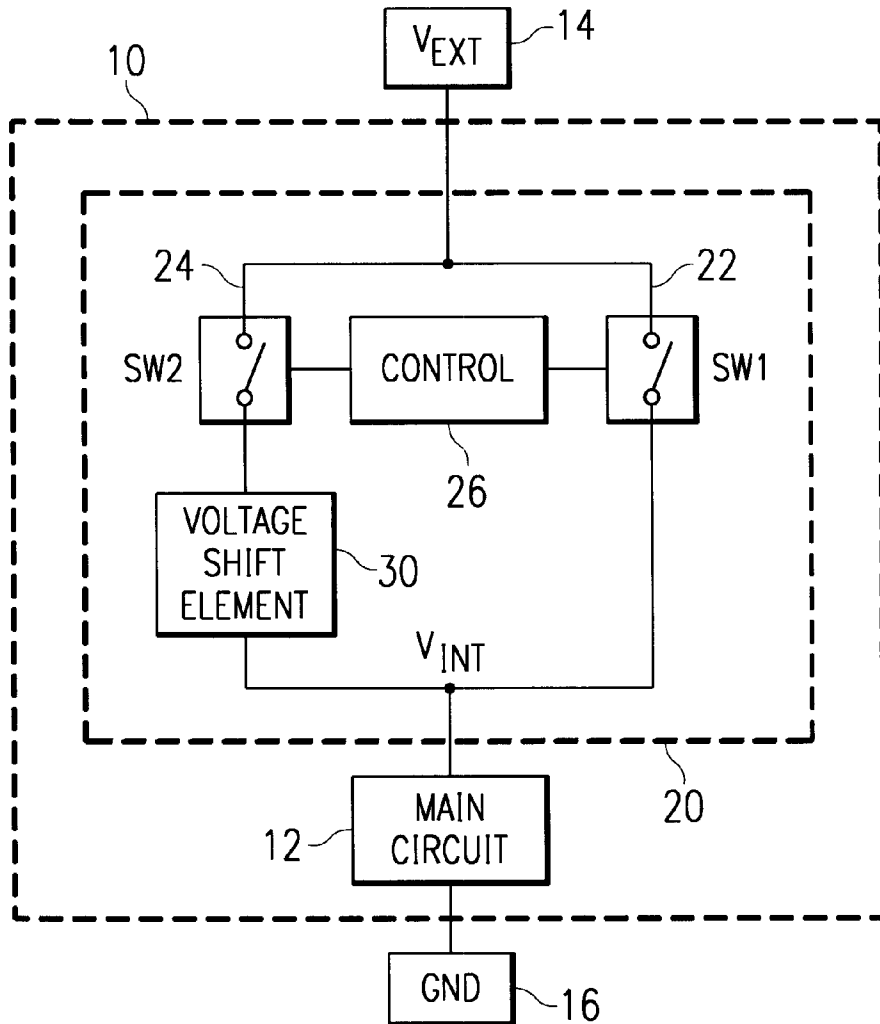 V_EXT
14
10
24
22
SW2
CONTROL
SW1
26
VOLTAGE
SHIFT
ELEMENT
30
V_INT
20
MAIN
CIRCUIT
12
GND
16